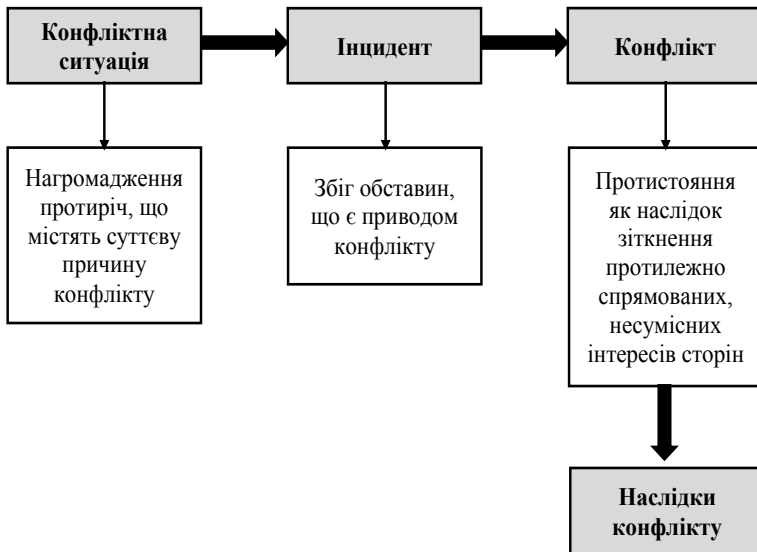 Конфліктна
ситуація
Інцидент
Конфлікт
Нагромадження
протиріч, що
містять суттєву
причину
конфлікту
Збіг обставин,
що є приводом
конфлікту
Протистояння
як наслідок
зіткнення
протилежно
спрямованих,
несумісних
інтересів сторін
Наслідки
конфлікту